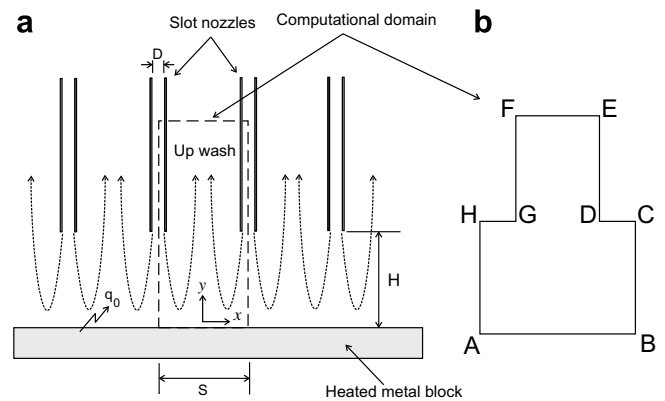 a
Slot nozzles
Computational domain
b
D
F
E
Up wash
H
G
D
C
H
y
x
q0
A
B
S
Heated metal block